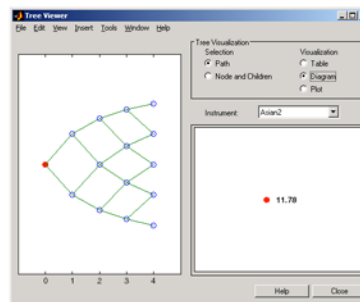 Tree Viewer
File Edit View Insert Tools Window Help
Tree Visualization
Selection
Visualization
Path
Table
Node and Children
Diagram
Plot
Instrument:
Asian2
11.78
0 1 2 3 4
Help
Close